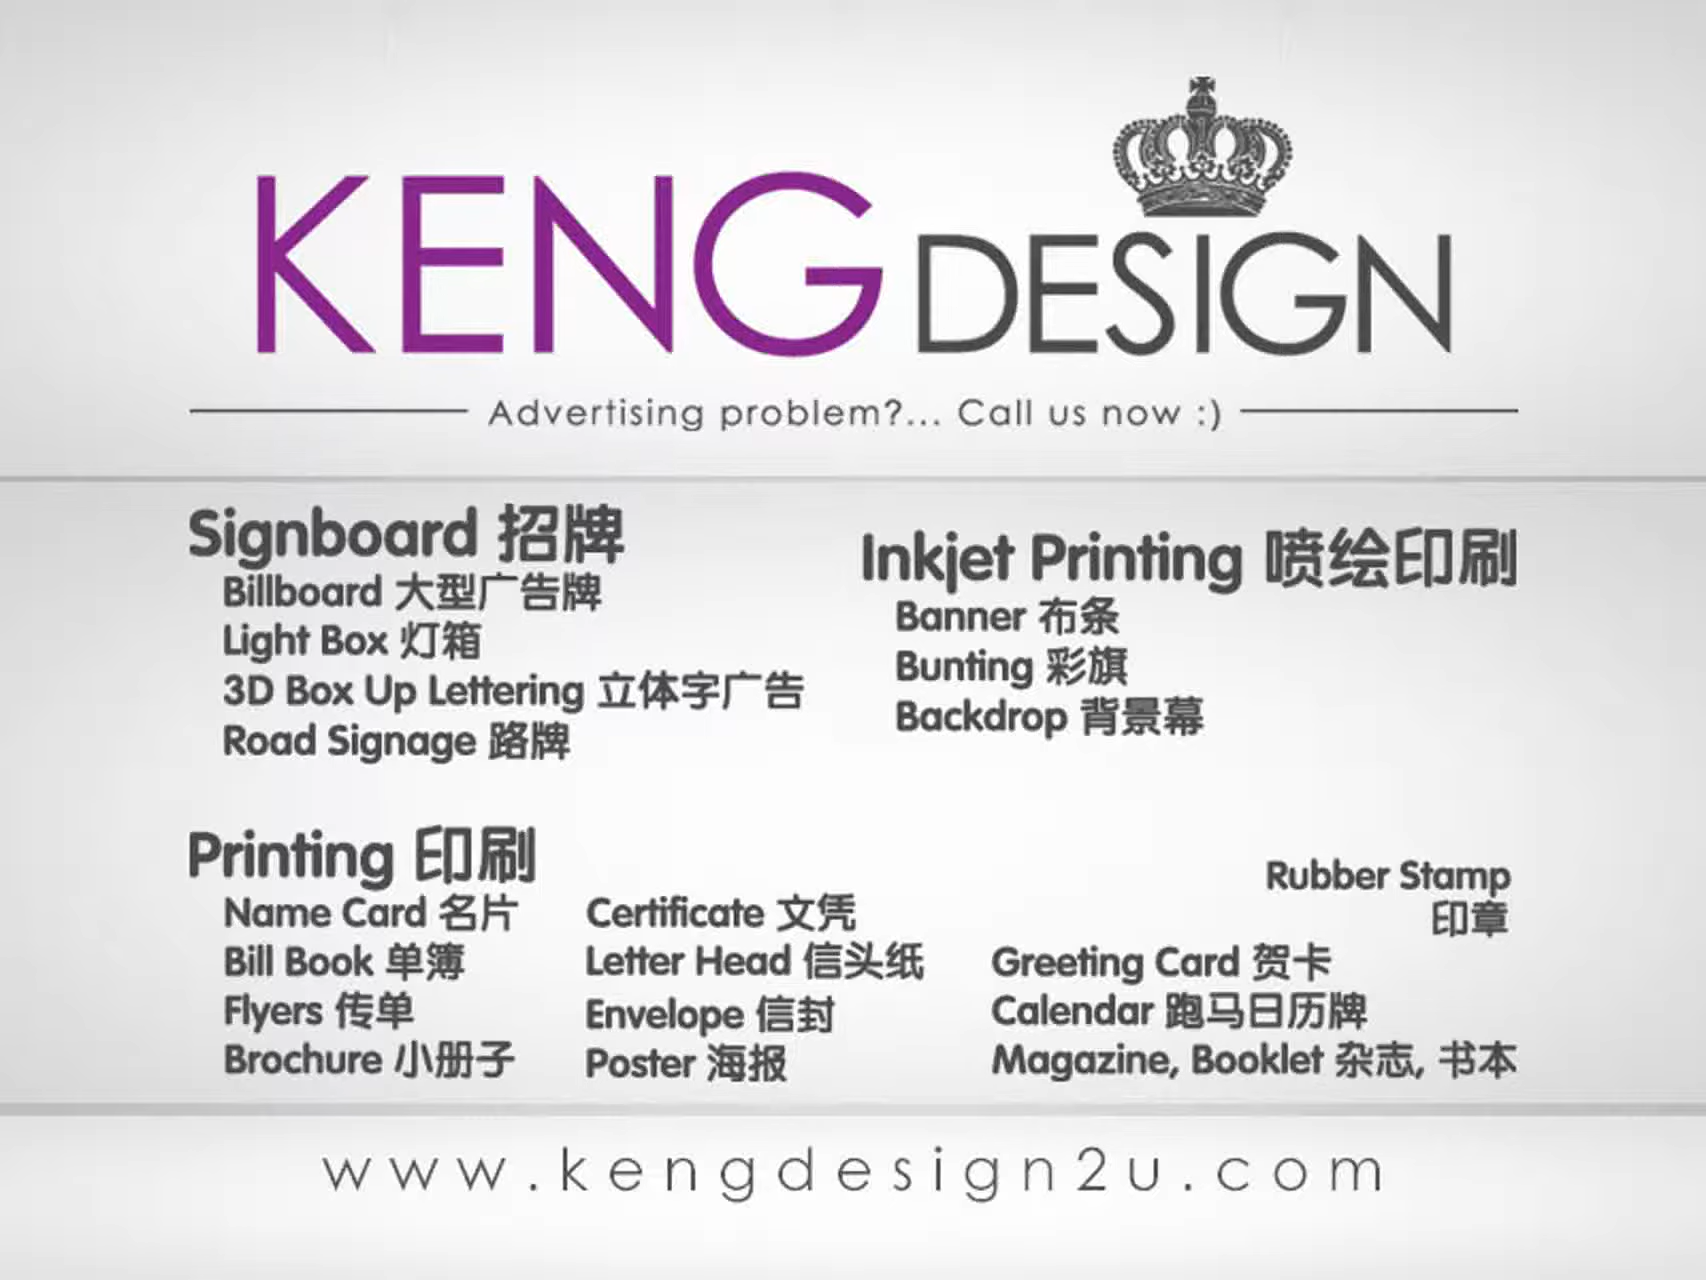 KENG DESIGN
Advertising problem?... Call us now :)
Signboard 招牌
Billboard 大型广告牌
Light Box 灯箱
3D Box Up Lettering 立体字广告
Road Signage 路牌
Inkjet Printing 喷绘印刷
Banner 布条
Bunting 彩旗
Backdrop 背景幕
Printing 印刷
Name Card 名片
Bill Book 单簿
Flyers 传单
Brochure 小册子
Certificate 文凭
Letter Head 信头纸
Envelope 信封
Poster 海报
Rubber Stamp
印章
Greeting Card 贺卡
Calendar 跑马日历牌
Magazine, Booklet 杂志, 书本
www.kengdesign2u.com